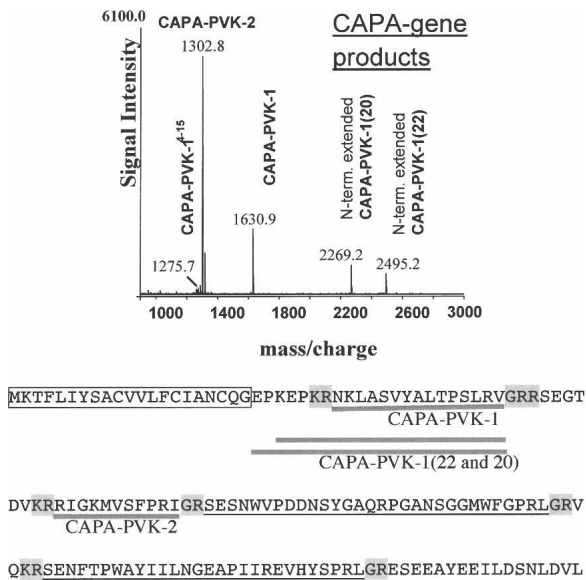 6100.0
CAPA-PVK-2
CAPA-gene
products
1302.8
Signal Intensity
CAPA-PVK-1 4-15
CAPA-PVK-1
N-term. extended
CAPA-PVK-1(20)
N-term. extended
CAPA-PVK-1(22)
1630.9
2269.2
2495.2
1275.7
1000 1400 1800 2200 2600 3000
mass/charge
MKTFLIYSACVVLFCIANCQGEPKEPKRNKLASVYALTPSLRVGRRSEGT
CAPA-PVK-1
CAPA-PVK-1(22 and 20)
DVKRRIGKMVSFPRIGRSESNWVPDDNSYGAQRPGANSGGMWFGPRLGRV
CAPA-PVK-2
QKRSENFTPWAYIILNGEAPIIREVHYSPRLGRESEEAYEEILDSNLDVL